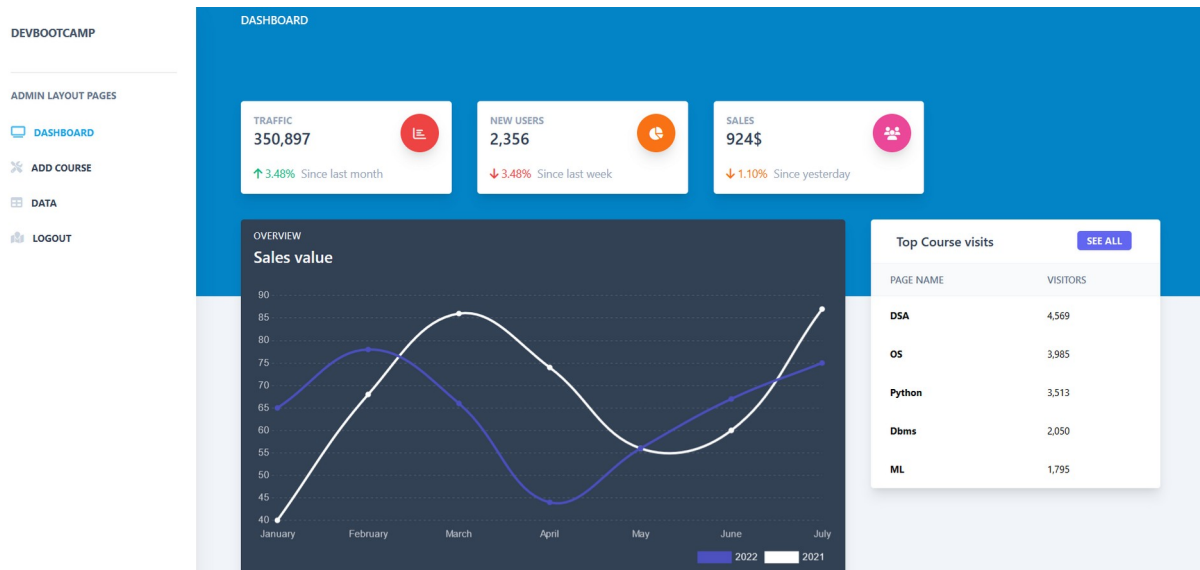 DEVBOOTCAMP
ADMIN LAYOUT PAGES
DASHBOARD
ADD COURSE
DATA
LOGOUT
DASHBOARD
TRAFFIC
350,897
3.48% Since last month
NEW USERS
2,356
3.48% Since last week
SALES
924$
1.10% Since yesterday
OVERVIEW
Sales value
90
85
80
75
70
65
60
55
50
45
40
January February March April May June July
2022 2021
Top Course visits SEE ALL
PAGE NAME VISITORS
DSA 4,569
OS 3,985
Python 3,513
Dbms 2,050
ML 1,795